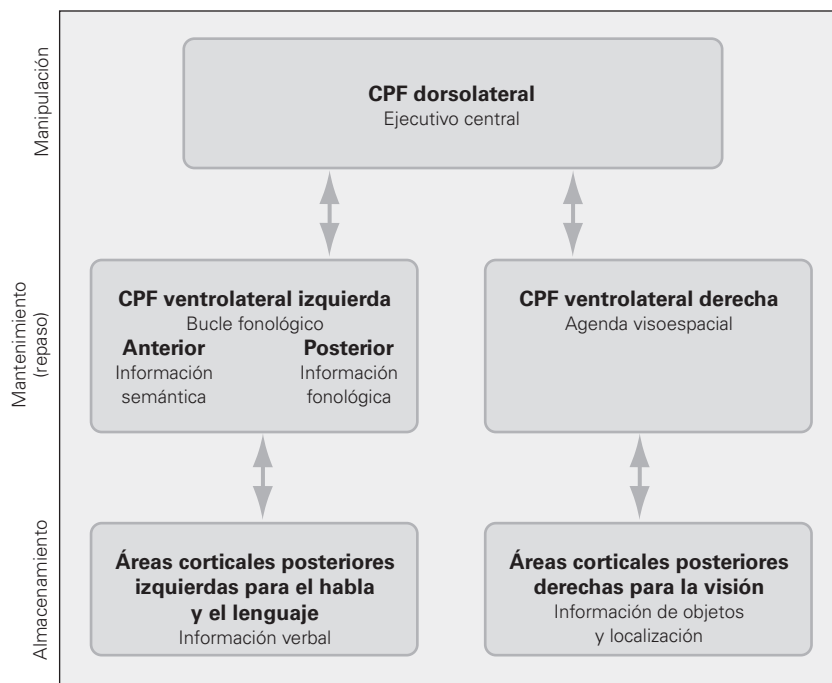 Manipulación
CPF dorsolateral
Ejecutivo central
Mantenimiento
(repaso)
CPF ventrolateral izquierda
Bucle fonológico
Anterior
Información
semántica
Posterior
Información
fonológica
CPF ventrolateral derecha
Agenda visoespacial
Almacenamiento
Áreas corticales posteriores
izquierdas para el habla
y el lenguaje
Información verbal
Áreas corticales posteriores
derechas para la visión
Información de objetos
y localización